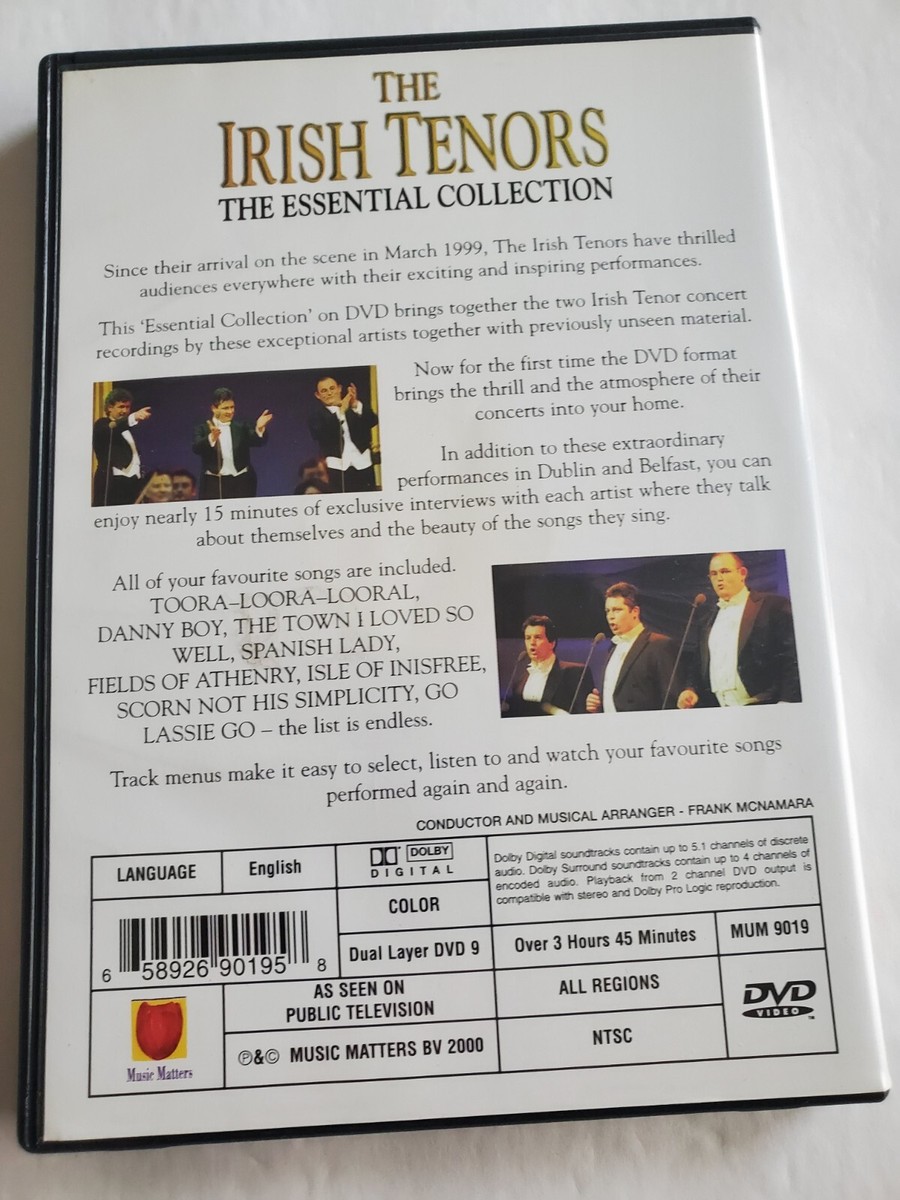 THE
IRISH TENORS
THE ESSENTIAL COLLECTION
Since their arrival on the scene in March 1999, The Irish Tenors have thrilled
audiences everywhere with their exciting and inspiring performances.
This ‘Essential Collection’ on DVD brings together the two Irish Tenor concert
recordings by these exceptional artists together with previously unseen material.
Now for the first time the DVD format
brings the thrill and the atmosphere of their
concerts into your home.
In addition to these extraordinary
performances in Dublin and Belfast, you can
enjoy nearly 15 minutes of exclusive interviews with each artist where they talk
about themselves and the beauty of the songs they sing.
All of your favourite songs are included.
TOORA–LOORA–LOORAL,
DANNY BOY, THE TOWN I LOVED SO
WELL, SPANISH LADY,
FIELDS OF ATHENRY, ISLE OF INISFREE,
SCORN NOT HIS SIMPLICITY, GO
LASSIE GO – the list is endless.
Track menus make it easy to select, listen to and watch your favourite songs
performed again and again.
CONDUCTOR AND MUSICAL ARRANGER - FRANK MCNAMARA
LANGUAGE
English
DOLBY
DIGITAL
Dolby Digital soundtracks contain up to 5.1 channels of discrete
audio. Dolby Surround soundtracks contain up to 4 channels of
encoded audio. Playback from 2 channel DVD output is
compatible with stereo and Dolby Pro Logic reproduction.
COLOR
Dual Layer DVD 9
Over 3 Hours 45 Minutes
MUM 9019
6 58926 90195 8
AS SEEN ON
PUBLIC TELEVISION
ALL REGIONS
DVD
VIDEO ™
Music Matters
℗&© MUSIC MATTERS BV 2000
NTSC